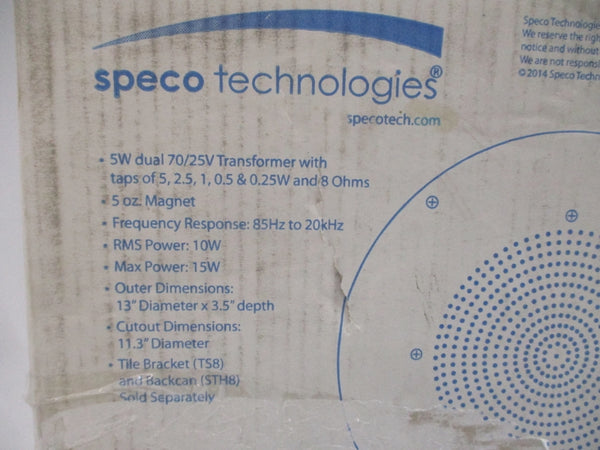 Speco Technologie
We reserve the righ
notice and without
We are not respons
© 2014 Speco Techn
speco technologies®
specotech.com
• 5W dual 70/25V Transformer with
taps of 5, 2.5, 1, 0.5 & 0.25W and 8 Ohms
• 5 oz. Magnet
• Frequency Response: 85Hz to 20kHz
• RMS Power: 10W
• Max Power: 15W
• Outer Dimensions:
13" Diameter x 3.5" depth
• Cutout Dimensions:
11.3" Diameter
• Tile Bracket (TS8)
and Backcan (STH8)
Sold Separately